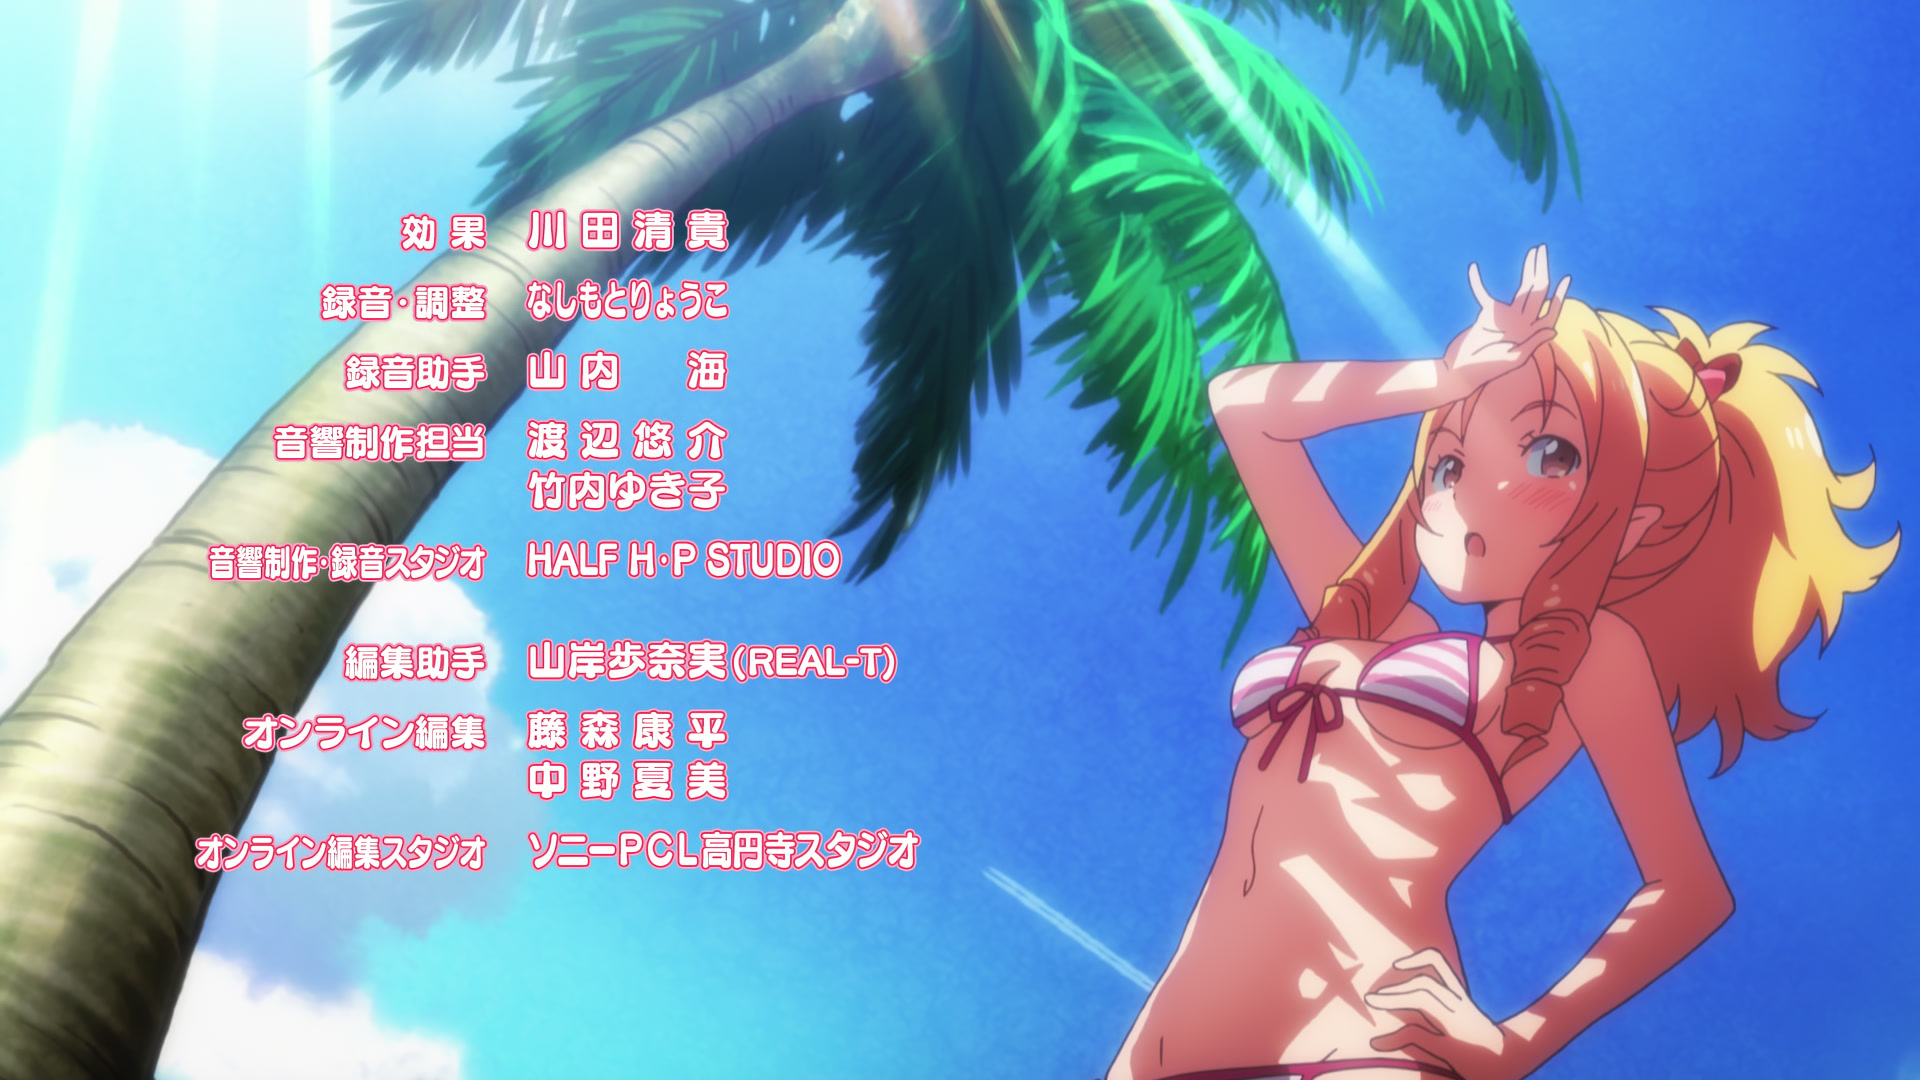 効果 川田清貴
録音・調整 なしもとりょうこ
録音助手 山内 海
音響制作担当 渡辺悠介
竹内ゆき子
音響制作・録音スタジオ HALF H・P STUDIO
編集助手 山岸歩奈実(REAL-T)
オンライン編集 藤森康平
中野夏美
オンライン編集スタジオ ソニーPCL高円寺スタジオ